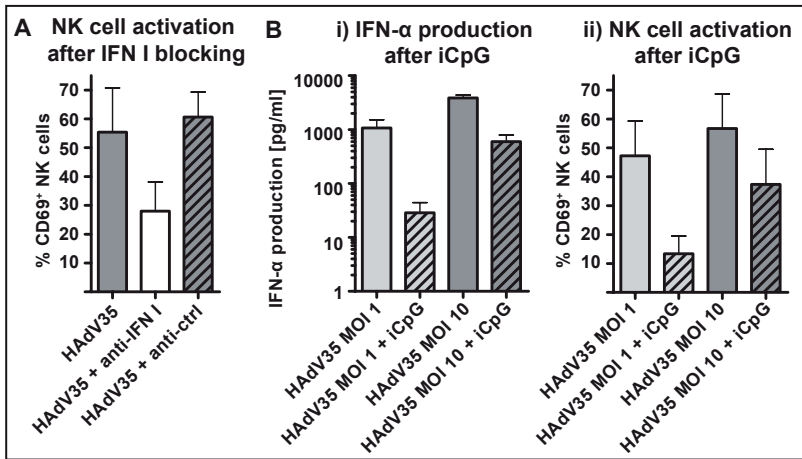 A
NK cell activation
after IFN I blocking
% CD69⁺ NK cells
70
60
50
40
30
20
10
HAdV35
HAdV35 + anti-IFN I
HAdV35 + anti-ctrl
B
i) IFN-α production
after iCpG
IFN-α production [pg/ml]
10000
1000
100
10
1
HAdV35 MOI 1
HAdV35 MOI 1 + iCpG
HAdV35 MOI 10
HAdV35 MOI 10 + iCpG
ii) NK cell activation
after iCpG
% CD69⁺ NK cells
70
60
50
40
30
20
10
HAdV35 MOI 1
HAdV35 MOI 1 + iCpG
HAdV35 MOI 10
HAdV35 MOI 10 + iCpG